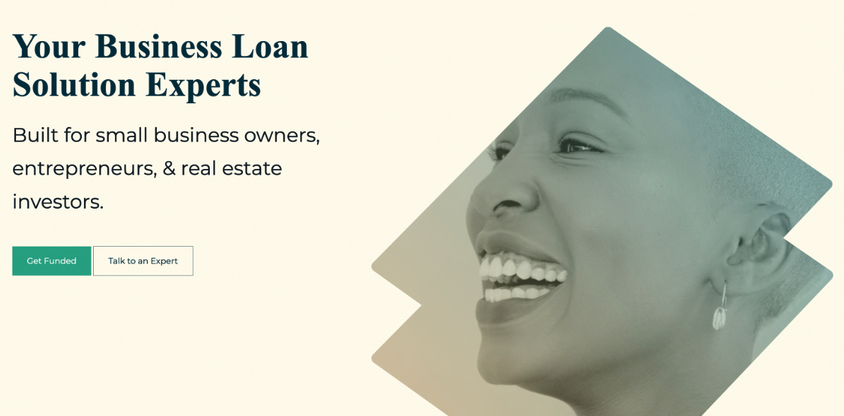 Your Business Loan
Solution Experts
Built for small business owners,
entrepreneurs, & real estate
investors.
Get Funded
Talk to an Expert